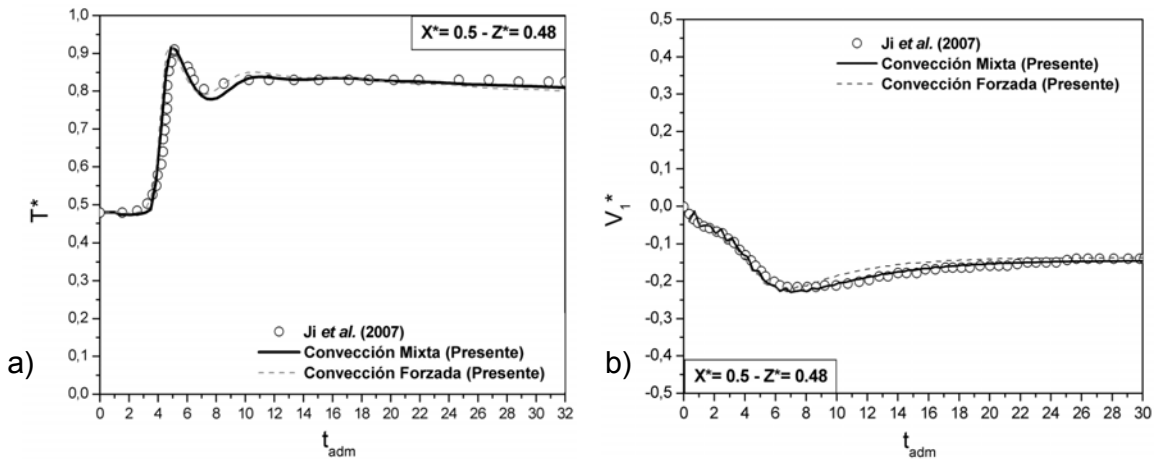 a)
T*
1,0
0,9
0,8
0,7
0,6
0,5
0,4
0,3
0,2
0,1
0,0
X*= 0.5 - Z*= 0.48
Ji et al. (2007)
Convección Mixta (Presente)
Convección Forzada (Presente)
0 2 4 6 8 10 12 14 16 18 20 22 24 26 28 30 32
t_adm
b)
V₁*
0,5
0,4
0,3
0,2
0,1
0,0
-0,1
-0,2
-0,3
-0,4
-0,5
Ji et al. (2007)
Convección Mixta (Presente)
Convección Forzada (Presente)
X*= 0.5 - Z*= 0.48
0 2 4 6 8 10 12 14 16 18 20 22 24 26 28 30
t_adm